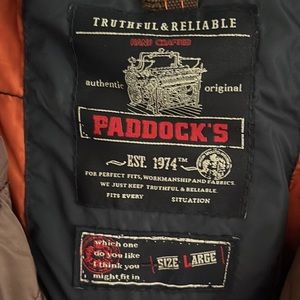 TRUTHFUL & RELIABLE
HAND CRAFTED
authentic original
PADDOCK'S
EST. 1974™
FOR PERFECT FITS, WORKMANSHIP AND FABRICS.
WE JUST KEEP TRUTHFUL & RELIABLE.
FITS EVERY SITUATION
which one
do you like
I think you
might fit in
SIZE LARGE